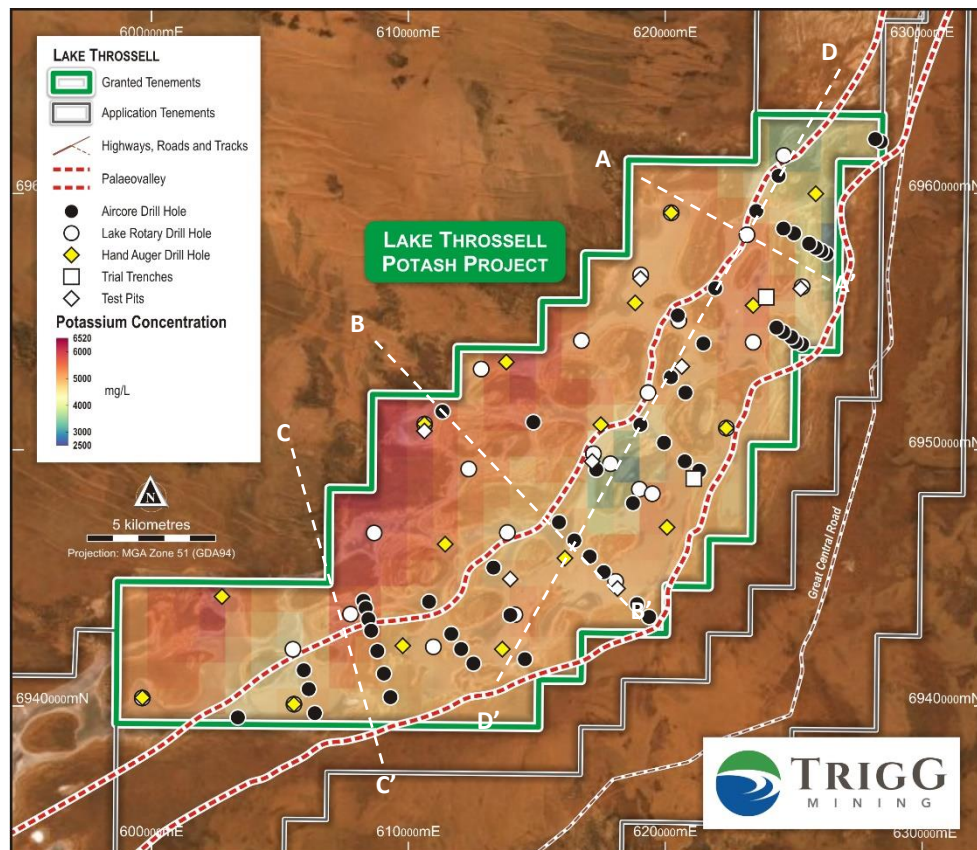 600000mE
610000mE
620000mE
630000mE
LAKE THROSSELL
Granted Tenements
Application Tenements
Highways, Roads and Tracks
Palaeovalley
Aircore Drill Hole
Lake Rotary Drill Hole
Hand Auger Drill Hole
Trial Trenches
Test Pits
Potassium Concentration
6520
6000
5000
4000
3000
2500
mg/L
N
5 kilometres
Projection: MGA Zone 51 (GDA94)
D
A
6960000mN
LAKE THROSSELL
POTASH PROJECT
A'
B
C
6950000mN
Great Central Road
B'
6940000mN
6940000mN
D'
C'
TRIGG
MINING
600000mE
610000mE
620000mE
630000mE
6960000mN
6950000mN